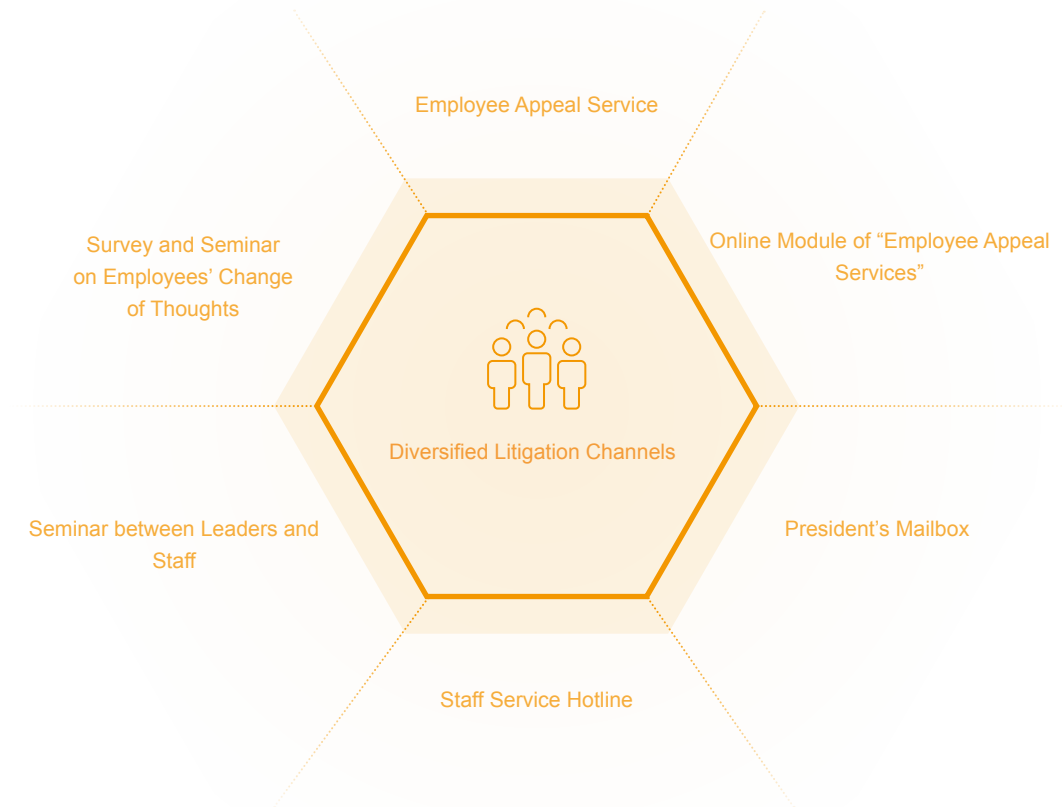 Employee Appeal Service
Online Module of “Employee Appeal
Services”
Survey and Seminar
on Employees’ Change
of Thoughts
Diversified Litigation Channels
Seminar between Leaders and
Staff
President’s Mailbox
Staff Service Hotline